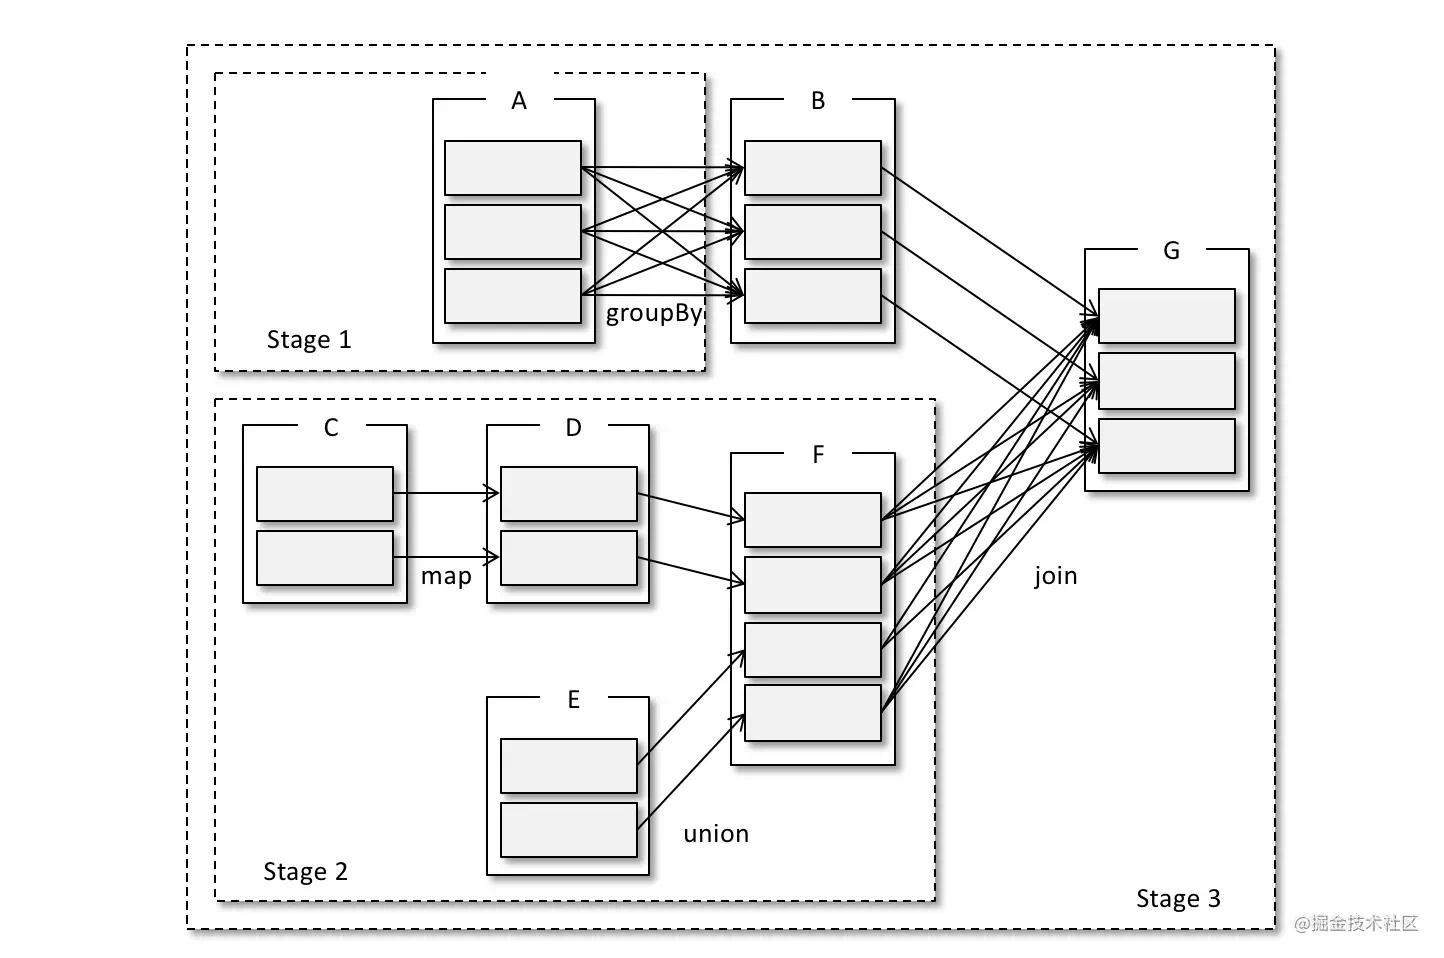 A
B
G
groupBy
Stage 1
C
D
F
map
join
E
union
Stage 2
Stage 3
@掘金技术社区